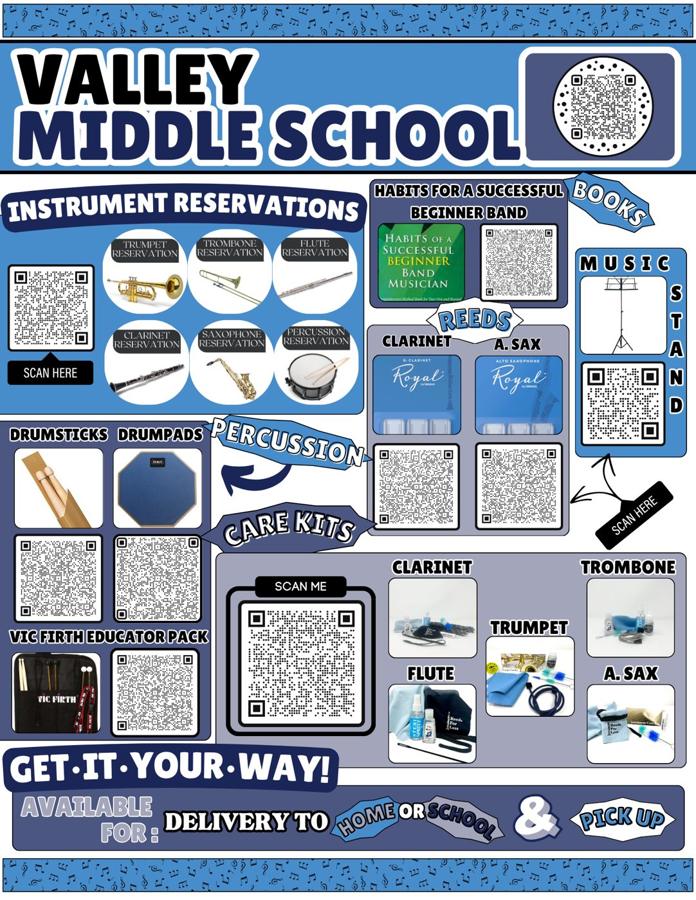 VALLEY
MIDDLE SCHOOL
INSTRUMENT RESERVATIONS
TRUMPET
RESERVATION
TROMBONE
RESERVATION
FLUTE
RESERVATION
CLARINET
RESERVATION
SAXOPHONE
RESERVATION
PERCUSSION
RESERVATION
SCAN HERE
HABITS FOR A SUCCESSFUL
BEGINNER BAND
BOOKS
HABITS OF A
SUCCESSFUL
BEGINNER
BAND
MUSICIAN
REEDS
CLARINET
A. SAX
Royal
ALTO SAXOPHONE
Royal
MUSIC
STAND
SCAN HERE
PERCUSSION
DRUMSTICKS
DRUMPADS
VIC FIRTH EDUCATOR PACK
VIC FIRTH
CARE KITS
SCAN ME
CLARINET
TROMBONE
TRUMPET
FLUTE
A. SAX
GET·IT·YOUR·WAY!
AVAILABLE
FOR:
DELIVERY TO HOME OR SCHOOL & PICK UP